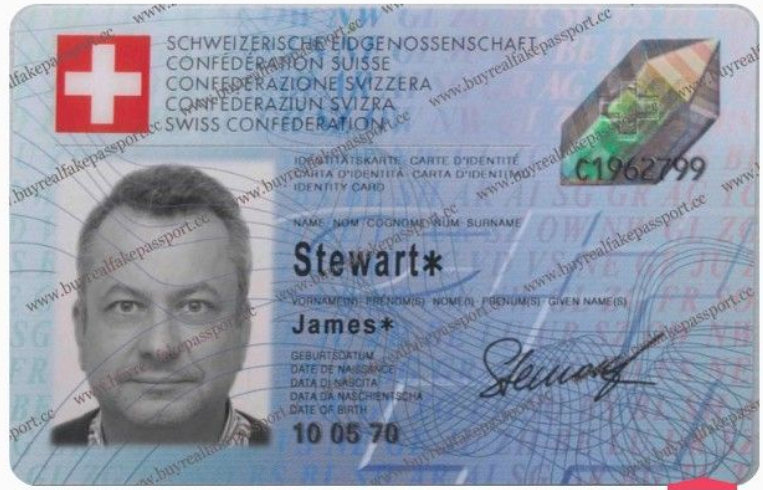 SCHWEIZERISCHE EIDGENOSSENSCHAFT
CONFÉDÉRATION SUISSE
CONFEDERAZIONE SVIZZERA
CONFEDERAZIUN SVIZRA
SWISS CONFEDERATION
C1962799
IDENTITÄTSKARTE CARTE D'IDENTITÉ
CARTA D'IDENTITÀ CARTA D'IDENTITAD
IDENTITY CARD
NAME NOM COGNOME NUM SURNAME
Stewart*
VORNAME(N) PRÉNOM(S) NOME(I) PRENUM(S) GIVEN NAME(S)
James*
GEBURTSDATUM
DATE DE NAISSANCE
DATA DI NASCITA
DATA DA NASCHIENTSCHA
DATE OF BIRTH
10 05 70
www.buyrealfakepassport.cc